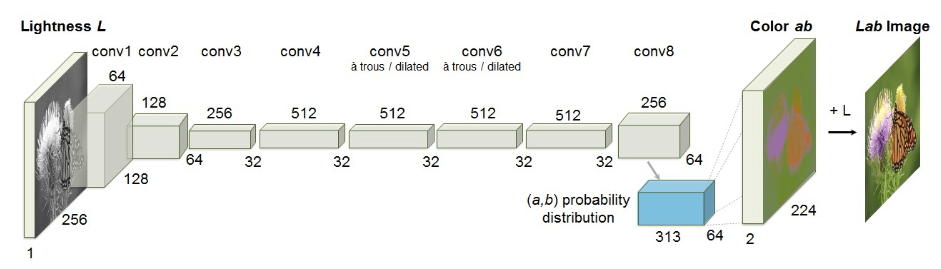 Lightness L
Color ab
Lab Image
conv1
conv2
conv3
conv4
conv5
à trous / dilated
conv6
à trous / dilated
conv7
conv8
64
128
256
512
512
512
512
256
+ L
128
64
32
32
32
32
32
64
256
1
(a,b) probability
distribution
313
64
2
224